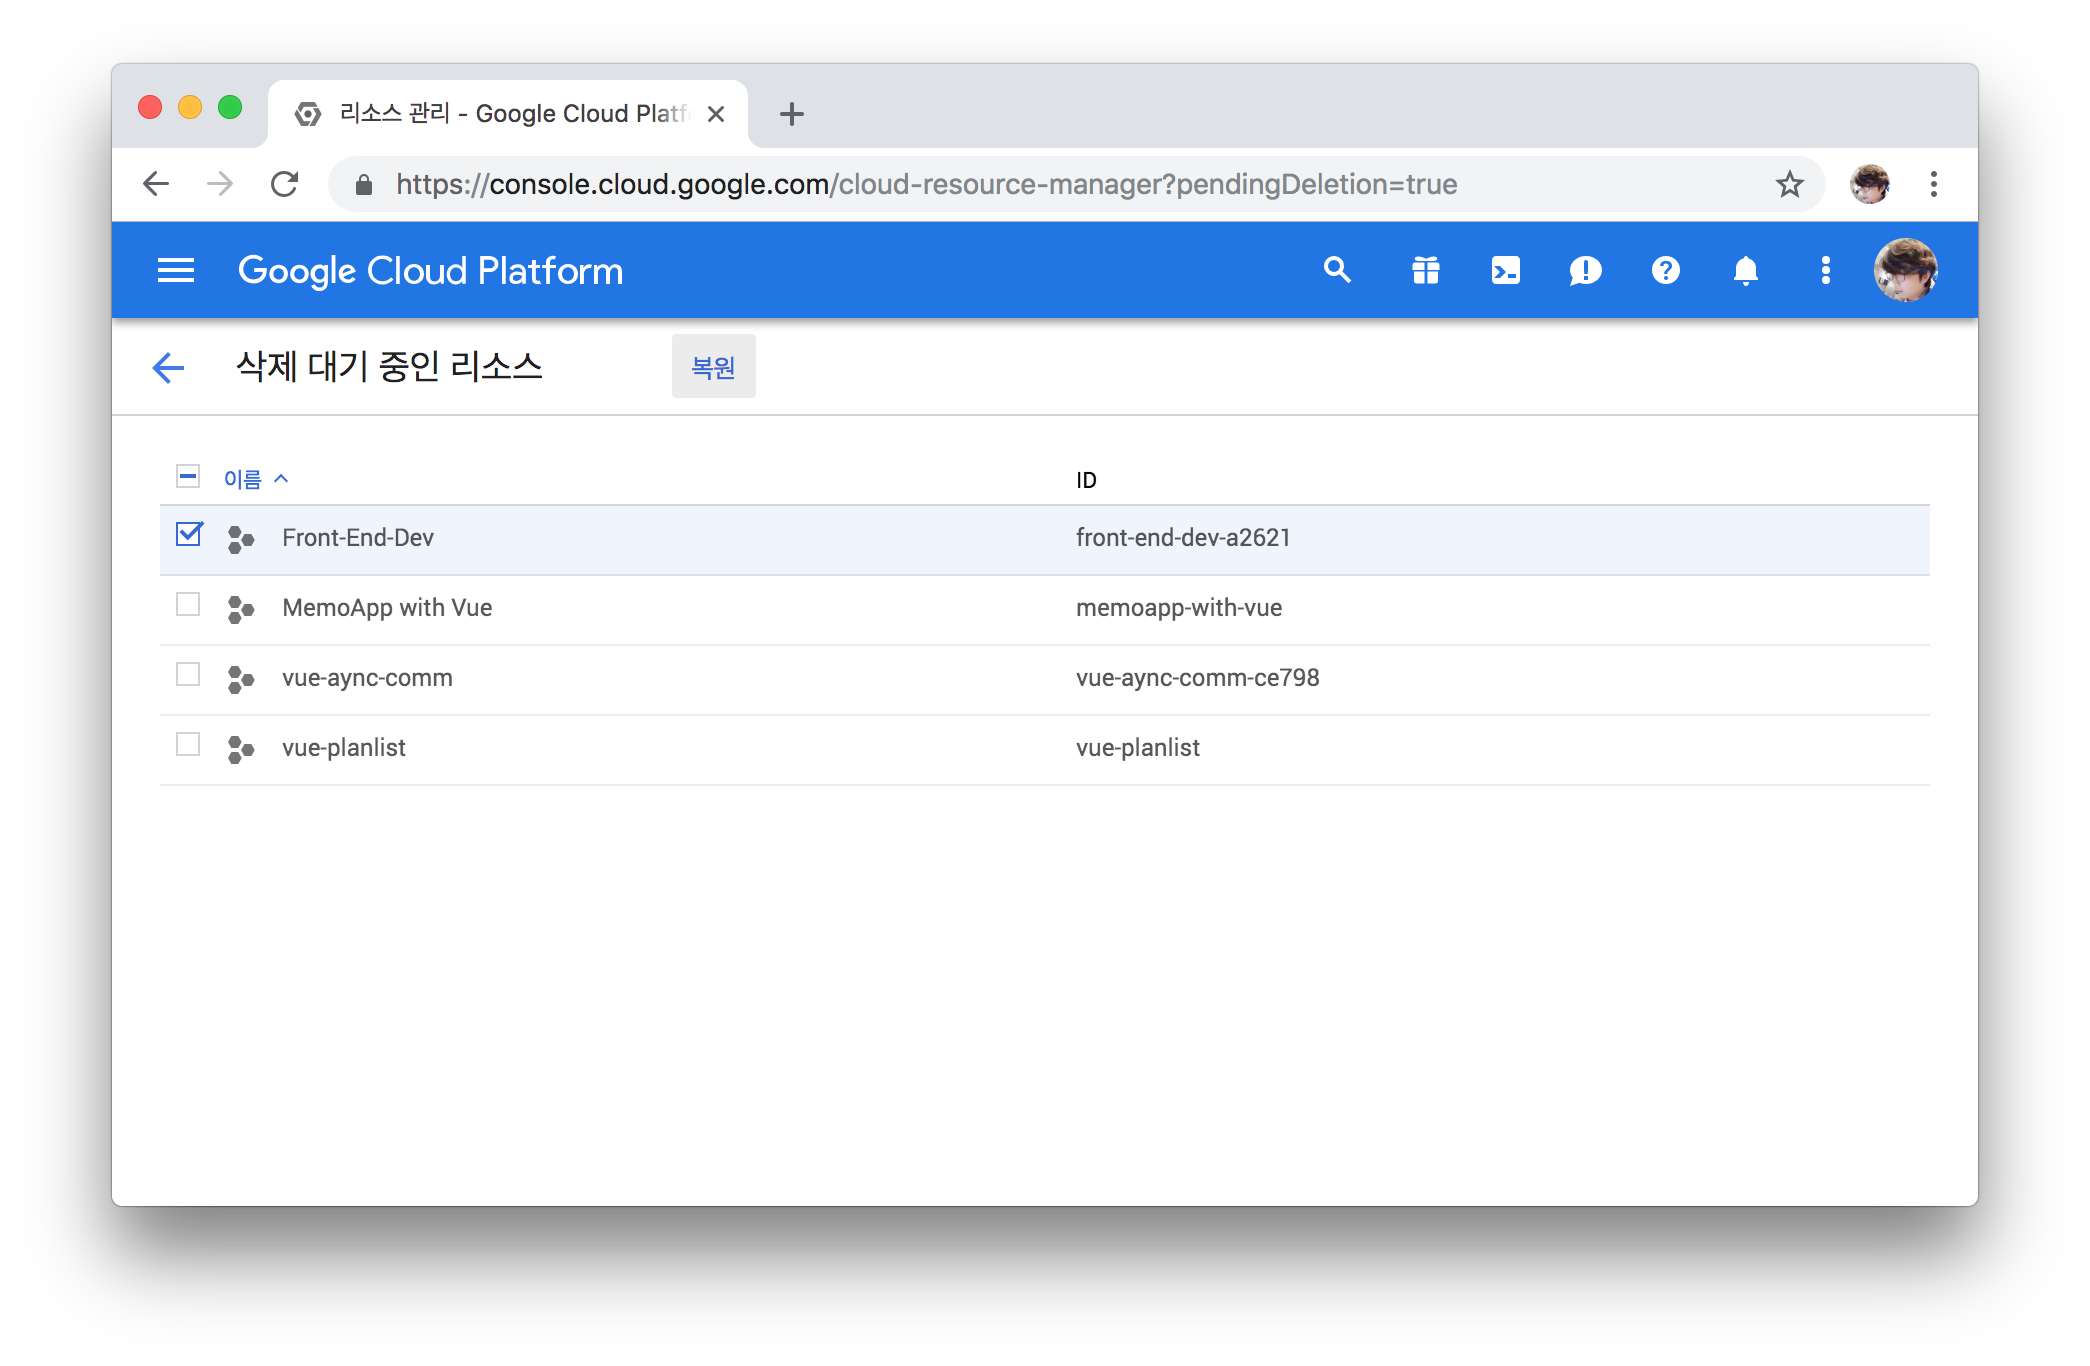 리소스 관리 - Google Cloud Platf
https://console.cloud.google.com/cloud-resource-manager?pendingDeletion=true
Google Cloud Platform
삭제 대기 중인 리소스 복원
이름 ID
Front-End-Dev front-end-dev-a2621
MemoApp with Vue memoapp-with-vue
vue-aync-comm vue-aync-comm-ce798
vue-planlist vue-planlist